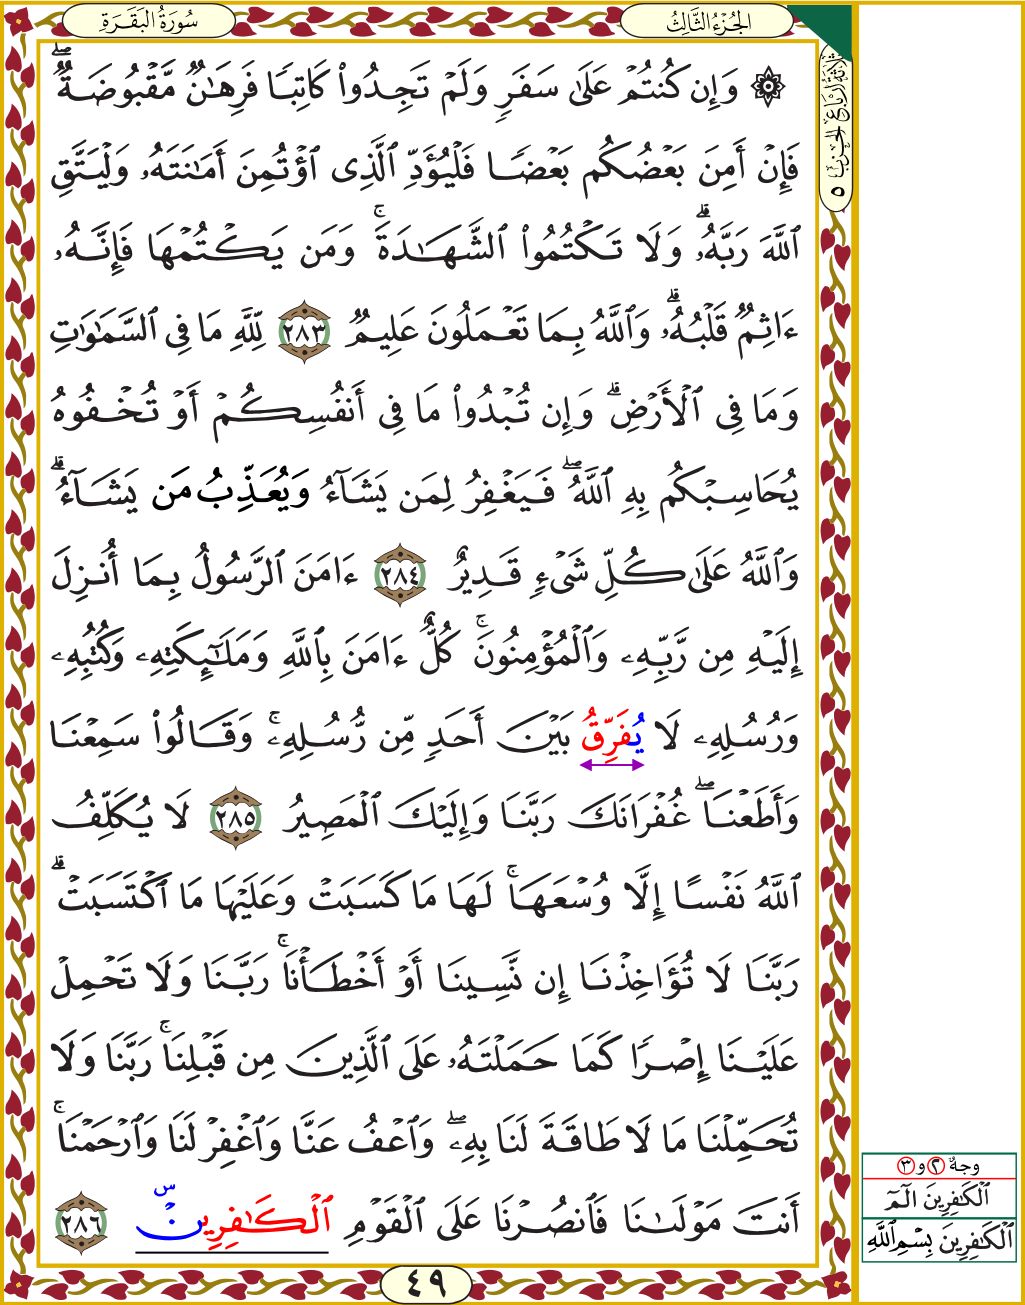 سُورَةُ البَقَرَةِ
الجُزْءُ الثَّالِثُ
۞ وَإِن كُنتُمْ عَلَىٰ سَفَرٍ وَلَمْ تَجِدُوا۟ كَاتِبًا فَرِهَـٰنٌ مَّقْبُوضَةٌ ۖ
فَإِنْ أَمِنَ بَعْضُكُم بَعْضًا فَلْيُؤَدِّ ٱلَّذِى ٱؤْتُمِنَ أَمَـٰنَتَهُۥ وَلْيَتَّقِ
ٱللَّهَ رَبَّهُۥ ۗ وَلَا تَكْتُمُوا۟ ٱلشَّهَـٰدَةَ ۚ وَمَن يَكْتُمْهَا فَإِنَّهُۥ
ءَاثِمٌ قَلْبُهُۥ ۗ وَٱللَّهُ بِمَا تَعْمَلُونَ عَلِيمٌ ٢٨٣ لِّلَّهِ مَا فِى ٱلسَّمَـٰوَٰتِ
وَمَا فِى ٱلْأَرْضِ ۗ وَإِن تُبْدُوا۟ مَا فِىٓ أَنفُسِكُمْ أَوْ تُخْفُوهُ
يُحَاسِبْكُم بِهِ ٱللَّهُ ۖ فَيَغْفِرُ لِمَن يَشَآءُ وَيُعَذِّبُ مَن يَشَآءُ ۗ
وَٱللَّهُ عَلَىٰ كُلِّ شَىْءٍ قَدِيرٌ ٢٨٤ ءَامَنَ ٱلرَّسُولُ بِمَآ أُنزِلَ
إِلَيْهِ مِن رَّبِّهِۦ وَٱلْمُؤْمِنُونَ ۚ كُلٌّ ءَامَنَ بِٱللَّهِ وَمَلَـٰٓئِكَتِهِۦ وَكُتُبِهِۦ
وَرُسُلِهِۦ لَا يُفَرِّقُ بَيْنَ أَحَدٍ مِّن رُّسُلِهِۦ ۚ وَقَالُوا۟ سَمِعْنَا
وَأَطَعْنَا ۖ غُفْرَانَكَ رَبَّنَا وَإِلَيْكَ ٱلْمَصِيرُ ٢٨٥ لَا يُكَلِّفُ
ٱللَّهُ نَفْسًا إِلَّا وُسْعَهَا ۚ لَهَا مَا كَسَبَتْ وَعَلَيْهَا مَا ٱكْتَسَبَتْ ۗ
رَبَّنَا لَا تُؤَاخِذْنَآ إِن نَّسِينَآ أَوْ أَخْطَأْنَا ۚ رَبَّنَا وَلَا تَحْمِلْ
عَلَيْنَآ إِصْرًا كَمَا حَمَلْتَهُۥ عَلَى ٱلَّذِينَ مِن قَبْلِنَا ۚ رَبَّنَا وَلَا
تُحَمِّلْنَا مَا لَا طَاقَةَ لَنَا بِهِۦ ۖ وَٱعْفُ عَنَّا وَٱغْفِرْ لَنَا وَٱرْحَمْنَآ ۚ
أَنتَ مَوْلَىٰنَا فَٱنصُرْنَا عَلَى ٱلْقَوْمِ ٱلْكَـٰفِرِينَ ٢٨٦
٤٩
وجهٌ ٢ و ٣
ٱلْكَـٰفِرِينَ الٓمٓ
ٱلْكَـٰفِرِينَ بِسْمِ ٱللَّهِ